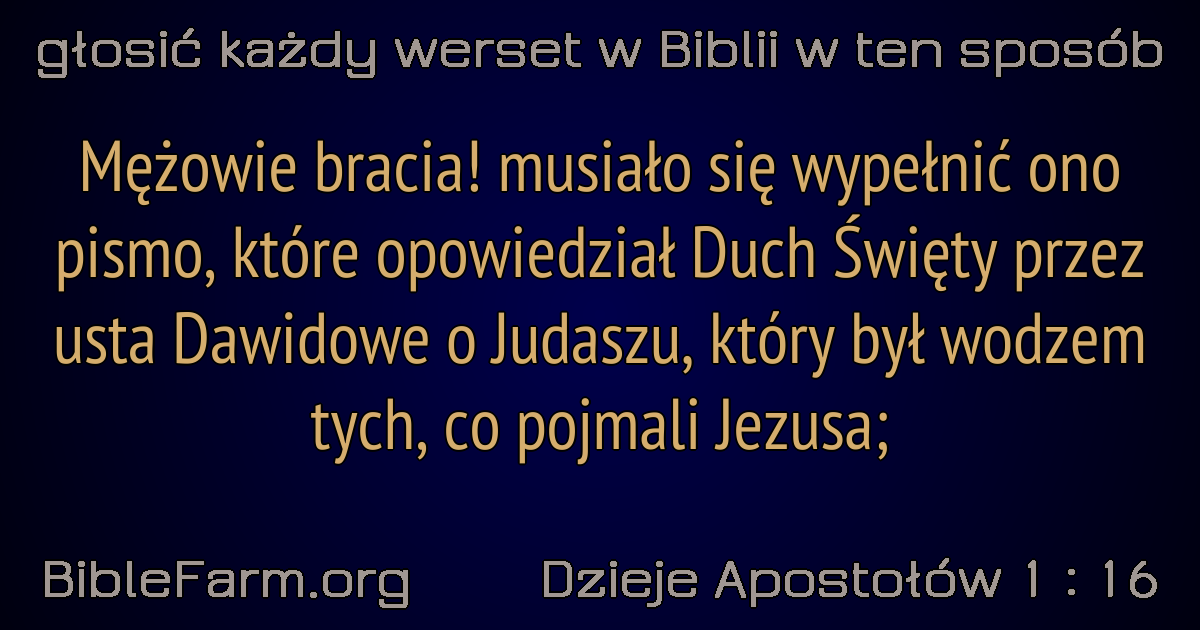 głosić każdy werset w Biblii w ten sposób
Mężowie bracia! musiało się wypełnić ono
pismo, które opowiedział Duch Święty przez
usta Dawidowe o Judaszu, który był wodzem
tych, co pojmali Jezusa;
BibleFarm.org
Dzieje Apostołów 1 : 16